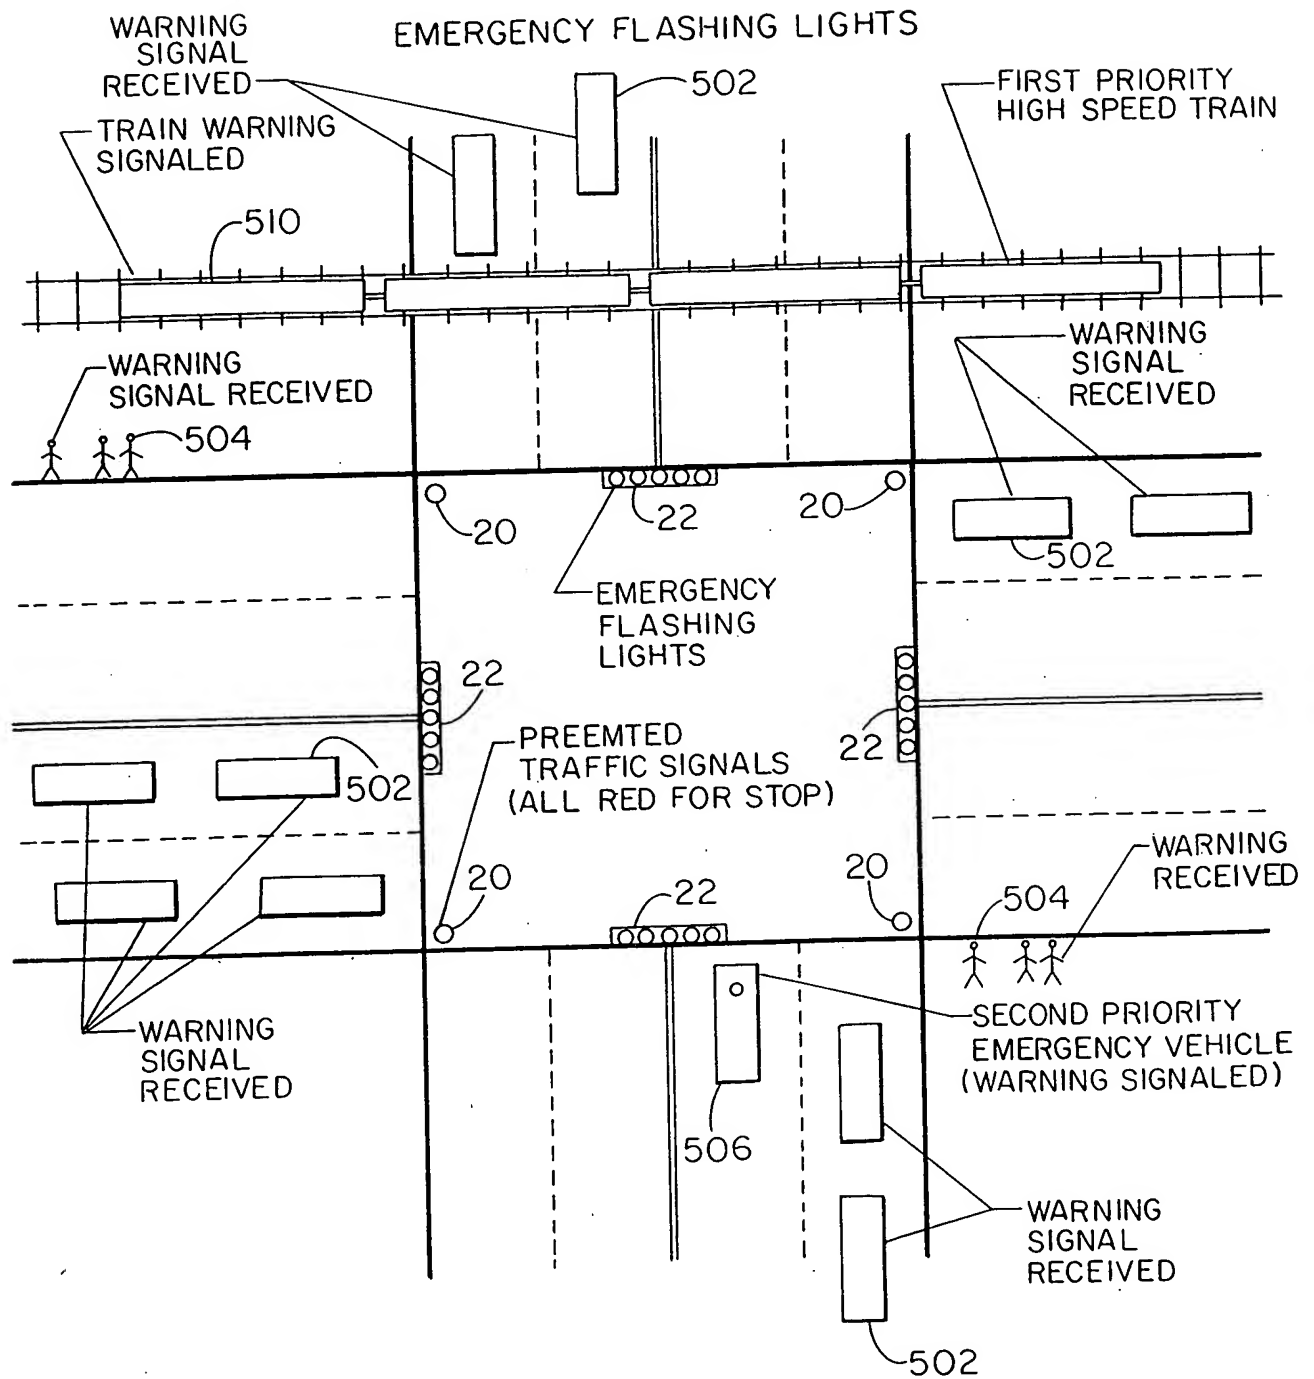 EMERGENCY FLASHING LIGHTS
WARNING
SIGNAL
RECEIVED
502
FIRST PRIORITY
HIGH SPEED TRAIN
TRAIN WARNING
SIGNALED
510
WARNING
SIGNAL RECEIVED
504
WARNING
SIGNAL
RECEIVED
20
22
20
502
EMERGENCY
FLASHING
LIGHTS
22
22
PREEMTED
TRAFFIC SIGNALS
(ALL RED FOR STOP)
502
20
22
20
WARNING
RECEIVED
504
WARNING
SIGNAL
RECEIVED
SECOND PRIORITY
EMERGENCY VEHICLE
(WARNING SIGNALED)
506
WARNING
SIGNAL
RECEIVED
502